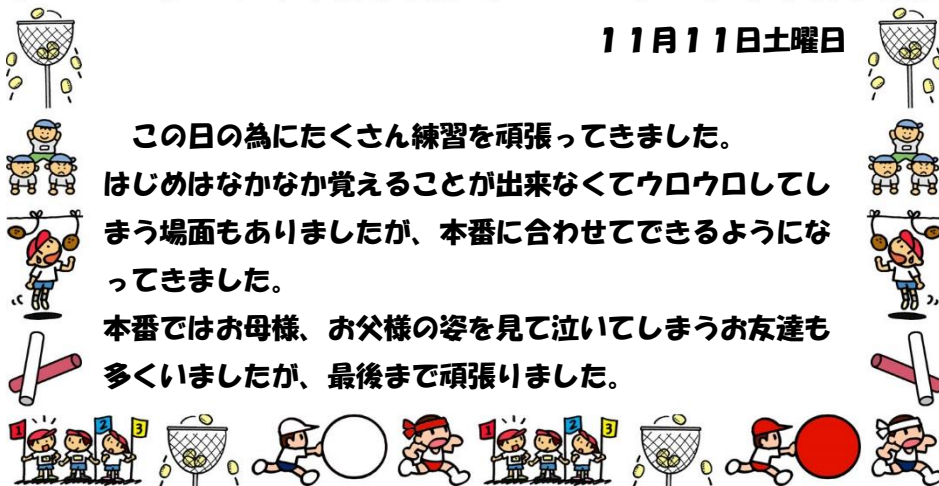 １１月１１日土曜日
この日の為にたくさん練習を頑張ってきました。
はじめはなかなか覚えることが出来なくてウロウロしてし
まう場面もありましたが、本番に合わせてできるようにな
ってきました。
本番ではお母様、お父様の姿を見て泣いてしまうお友達も
多くいましたが、最後まで頑張りました。
1 2 3 1 2 3